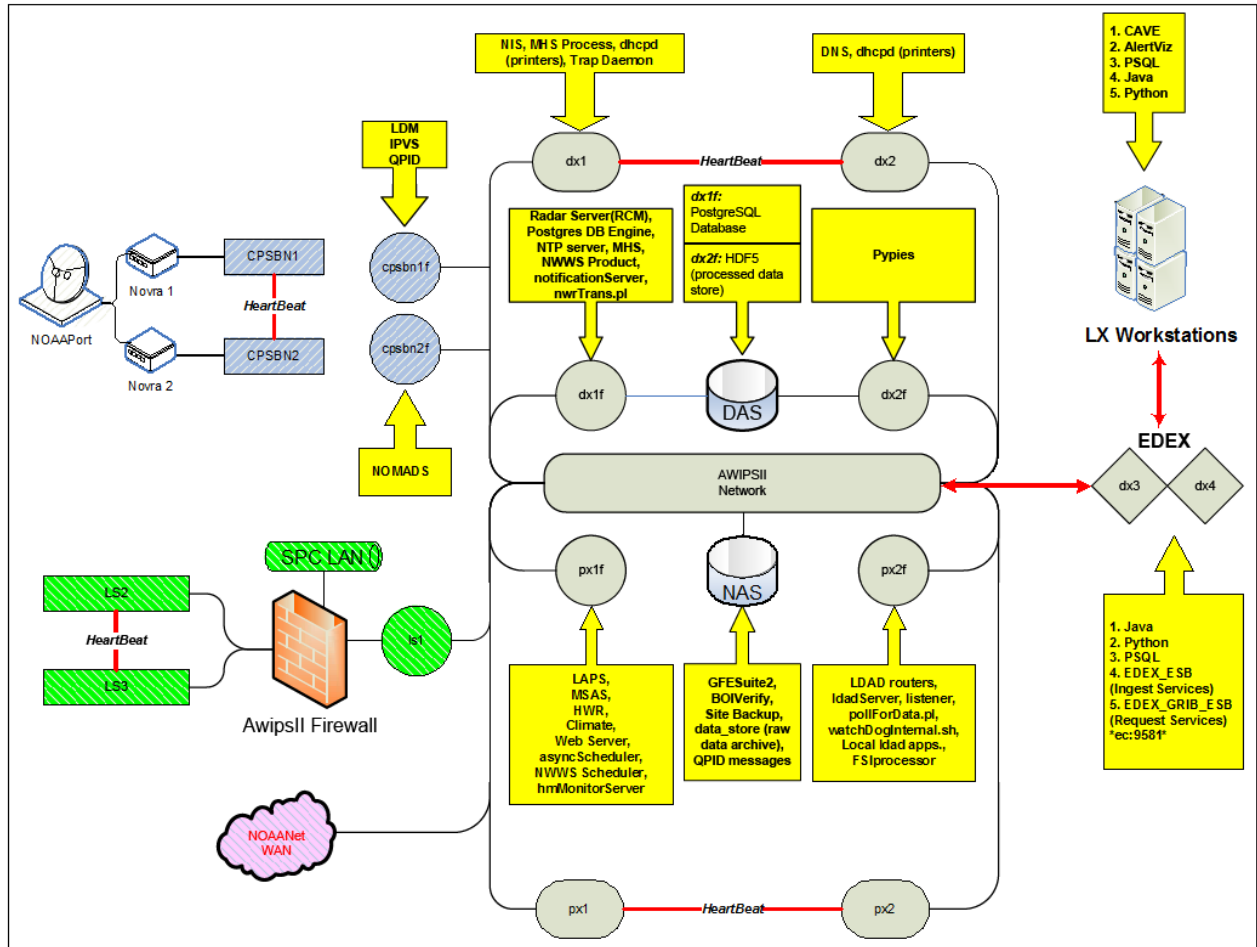 NIS, MHS Process, dhcpd
(printers), Trap Daemon
DNS, dhcpd (printers)
1. CAVE
2. AlertViz
3. PSQL
4. Java
5. Python
LDM
IPVS
QPID
dx1
HeartBeat
dx2
Radar Server(RCM),
Postgres DB Engine,
NTP server, MHS,
NWWS Product,
notificationServer,
nwrTrans.pl
dx1f:
PostgreSQL
Database
dx2f: HDF5
(processed data
store)
Pypies
NOAAPort
Novra 1
Novra 2
CPSBN1
HeartBeat
CPSBN2
cpsbn1f
cpsbn2f
NOMADS
LX Workstations
dx1f
DAS
dx2f
EDEX
dx3
dx4
AWIPSII
Network
SPC LAN
LS2
HeartBeat
LS3
ls1
AwipsII Firewall
px1f
NAS
px2f
LAPS,
MSAS,
HWR,
Climate,
Web Server,
asyncScheduler,
NWWS Scheduler,
hmMonitorServer
GFESuite2,
BOIVerify,
Site Backup,
data_store (raw
data archive),
QPID messages
LDAD routers,
ldadServer, listener,
pollForData.pl,
watchDogInternal.sh,
Local ldad apps.,
FSIprocessor
1. Java
2. Python
3. PSQL
4. EDEX_ESB
(Ingest Services)
5. EDEX_GRIB_ESB
(Request Services)
*ec:9581*
NOAANet
WAN
px1
HeartBeat
px2